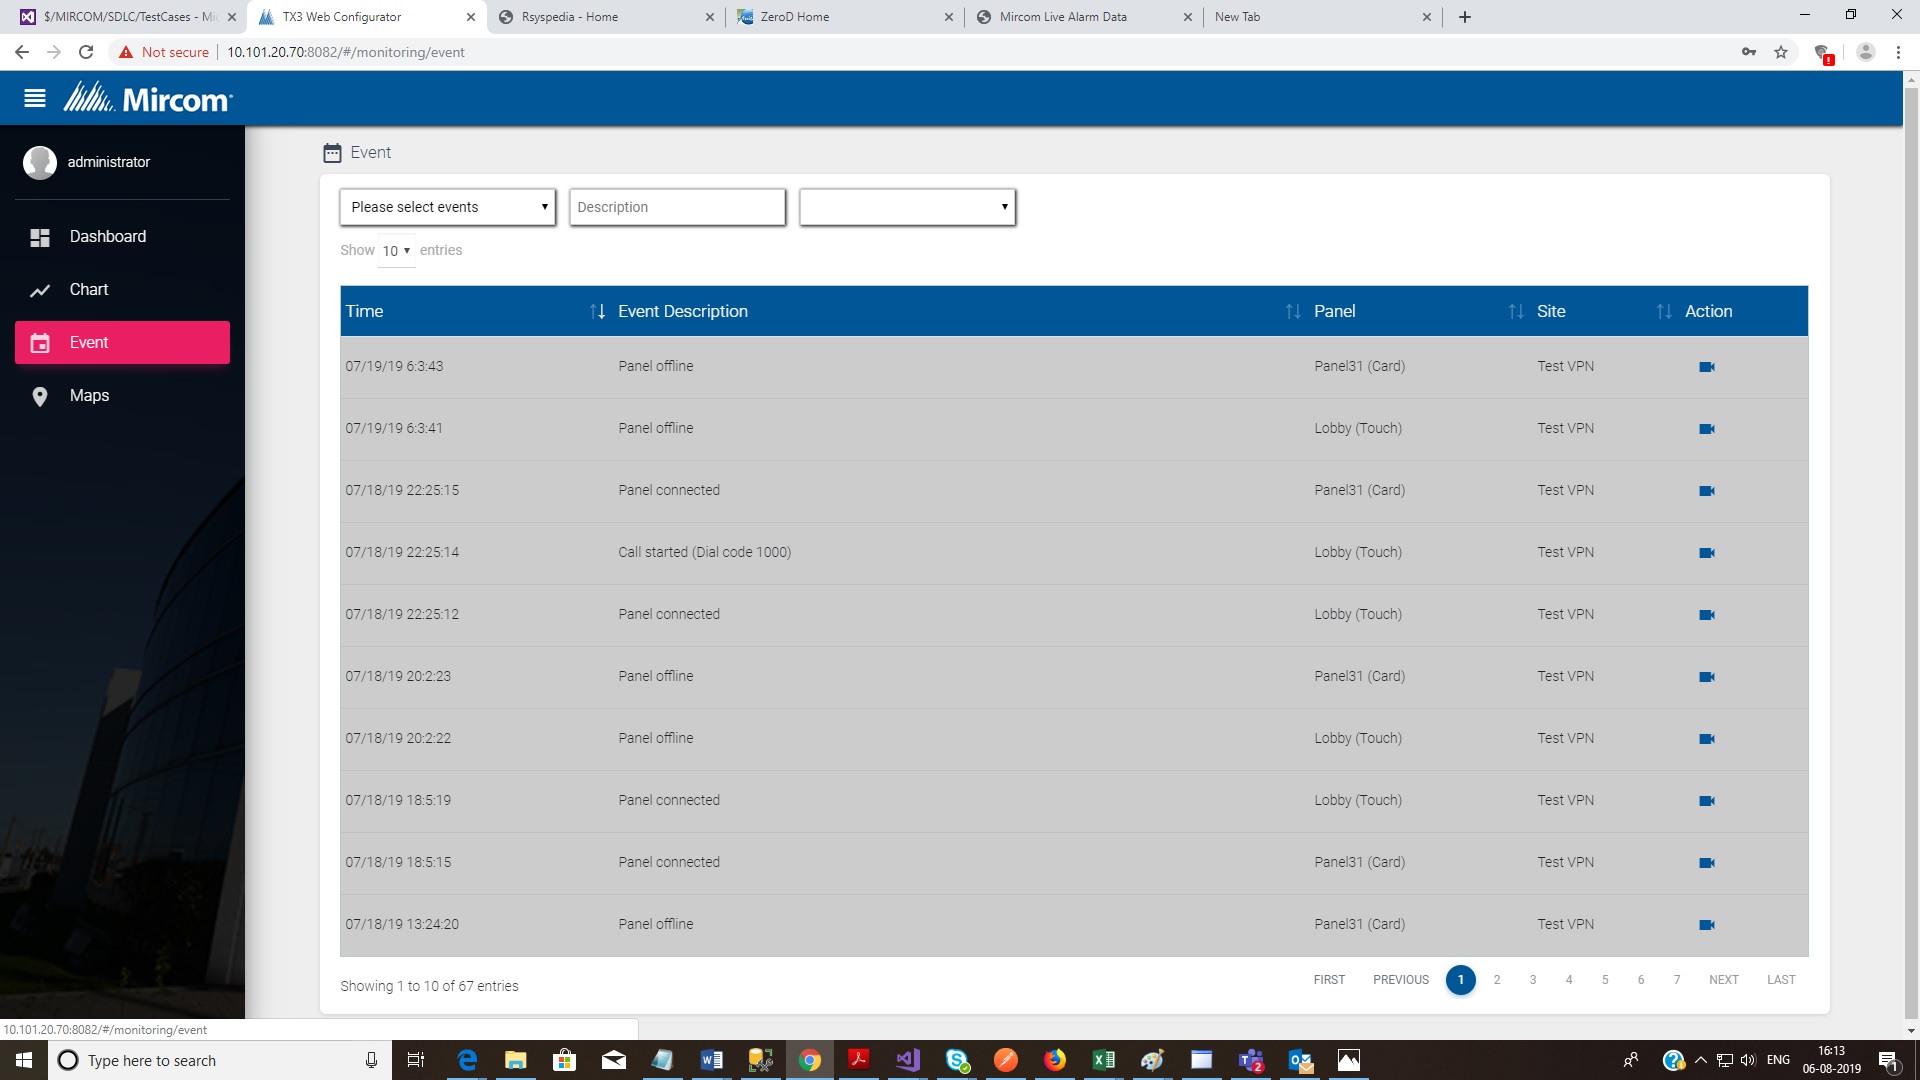 $/MIRCOM/SDLC/TestCases - Mi
TX3 Web Configurator
Rsyspedia - Home
ZeroD Home
Mircom Live Alarm Data
New Tab
Not secure
10.101.20.70:8082/#/monitoring/event
Mircom
administrator
Dashboard
Chart
Event
Maps
Event
Please select events
Description
Show 10 entries
Time Event Description Panel Site Action
07/19/19 6:3:43 Panel offline Panel31 (Card) Test VPN
07/19/19 6:3:41 Panel offline Lobby (Touch) Test VPN
07/18/19 22:25:15 Panel connected Panel31 (Card) Test VPN
07/18/19 22:25:14 Call started (Dial code 1000) Lobby (Touch) Test VPN
07/18/19 22:25:12 Panel connected Lobby (Touch) Test VPN
07/18/19 20:2:23 Panel offline Panel31 (Card) Test VPN
07/18/19 20:2:22 Panel offline Lobby (Touch) Test VPN
07/18/19 18:5:19 Panel connected Lobby (Touch) Test VPN
07/18/19 18:5:15 Panel connected Panel31 (Card) Test VPN
07/18/19 13:24:20 Panel offline Panel31 (Card) Test VPN
Showing 1 to 10 of 67 entries
FIRST PREVIOUS 1 2 3 4 5 6 7 NEXT LAST
10.101.20.70:8082/#/monitoring/event
Type here to search
ENG
16:13
06-08-2019